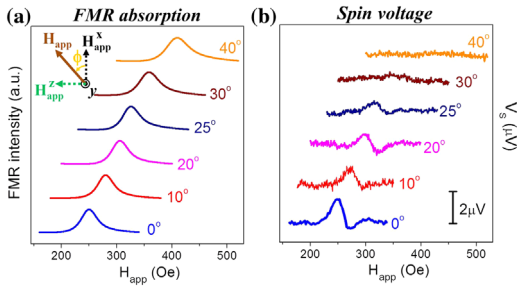 (a) FMR absorption
H_app
ϕ
H_app^x
H_app^z
y
40°
30°
25°
20°
10°
0°
FMR intensity (a.u.)
200 300 400 500
H_app (Oe)
(b) Spin voltage
40°
30°
25°
20°
10°
0°
2μV
V_S (μV)
200 300 400 500
H_app (Oe)